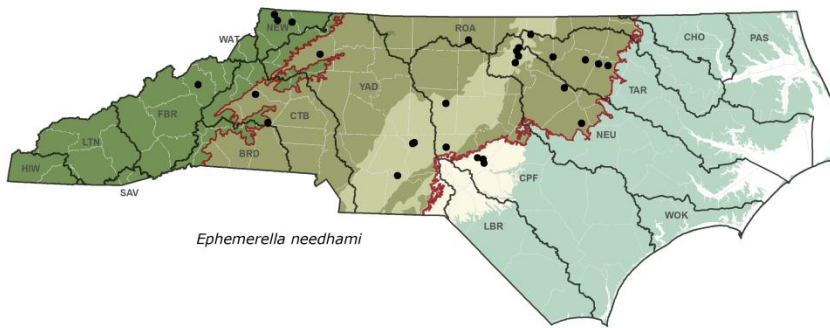 NEW
WAT
ROA
CHO
PAS
YAD
TAR
FBR
CTB
LTN
NEU
HIW
BRD
SAV
CPF
WOK
LBR
Ephemerella needhami